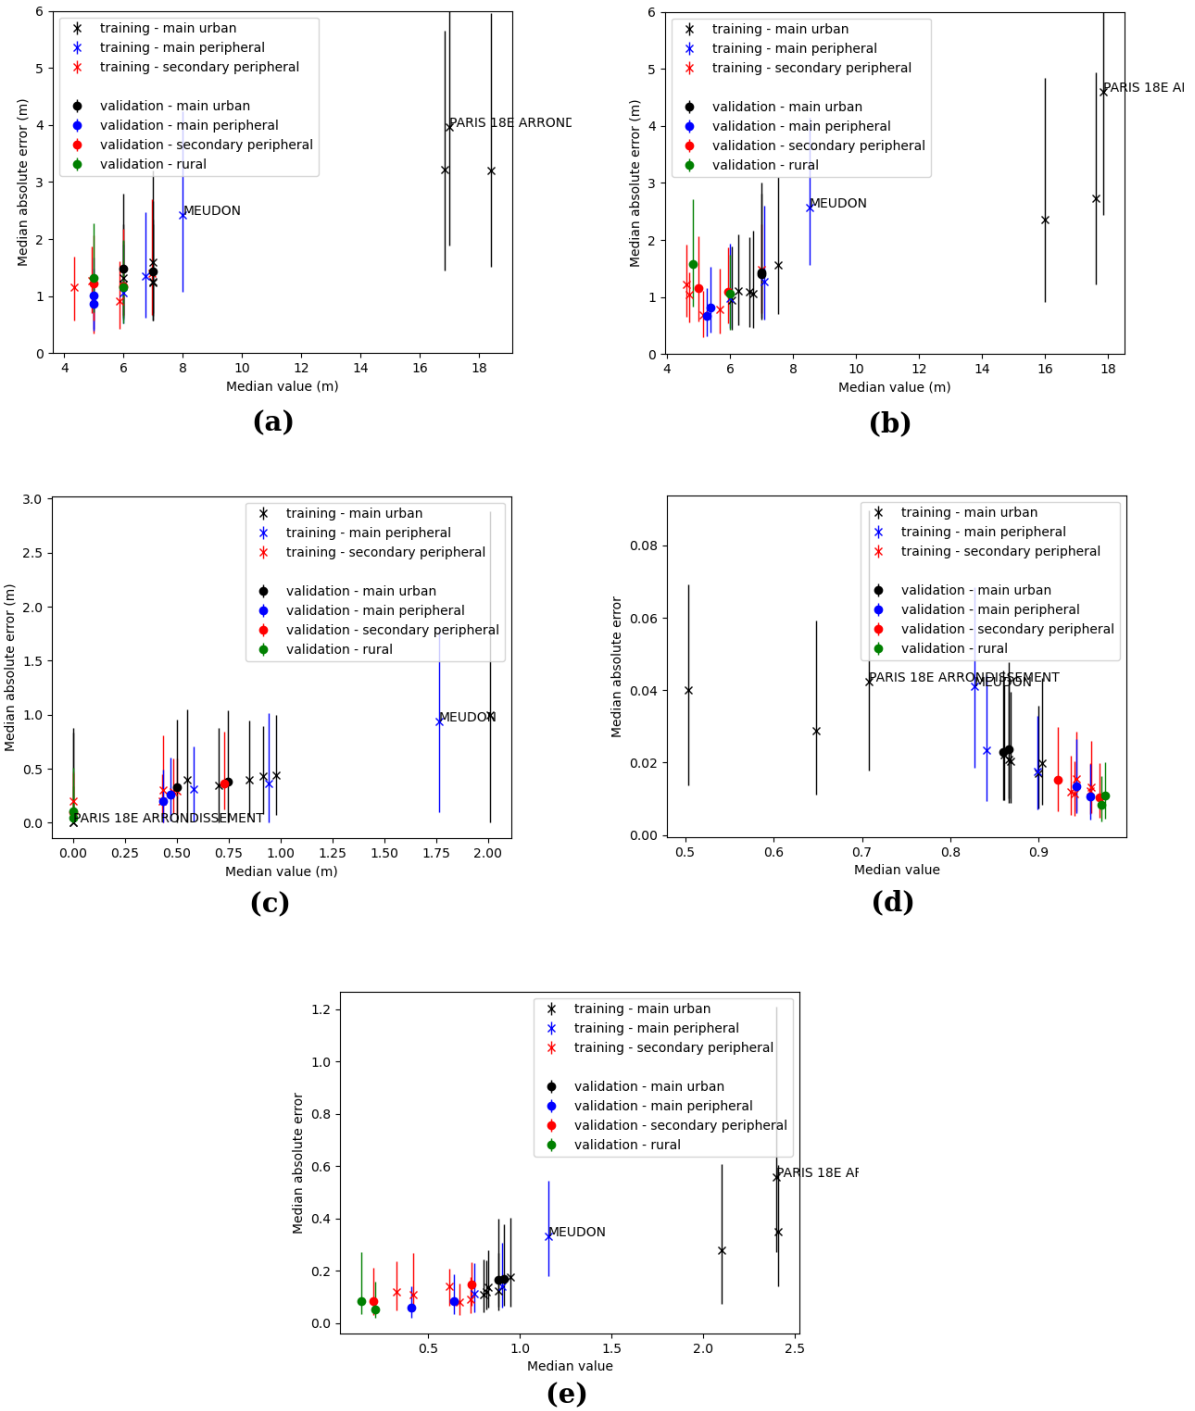 6
5
4
3
2
1
0
Median absolute error (m)
training - main urban
training - main peripheral
training - secondary peripheral
validation - main urban
validation - main peripheral
validation - secondary peripheral
validation - rural
PARIS 18E ARROND
MEUDON
4 6 8 10 12 14 16 18
Median value (m)
(a)
6
5
4
3
2
1
0
Median absolute error (m)
training - main urban
training - main peripheral
training - secondary peripheral
validation - main urban
validation - main peripheral
validation - secondary peripheral
validation - rural
PARIS 18E AI
MEUDON
4 6 8 10 12 14 16 18
Median value (m)
(b)
3.0
2.5
2.0
1.5
1.0
0.5
0.0
Median absolute error (m)
training - main urban
training - main peripheral
training - secondary peripheral
validation - main urban
validation - main peripheral
validation - secondary peripheral
validation - rural
MEUDON
PARIS 18E ARRONDISSEMENT
0.00 0.25 0.50 0.75 1.00 1.25 1.50 1.75 2.00
Median value (m)
(c)
0.08
0.06
0.04
0.02
0.00
Median absolute error
training - main urban
training - main peripheral
training - secondary peripheral
validation - main urban
validation - main peripheral
validation - secondary peripheral
validation - rural
PARIS 18E ARRONDISSEMENT
MEUDON
0.5 0.6 0.7 0.8 0.9
Median value
(d)
1.2
1.0
0.8
0.6
0.4
0.2
0.0
Median absolute error
training - main urban
training - main peripheral
training - secondary peripheral
validation - main urban
validation - main peripheral
validation - secondary peripheral
validation - rural
PARIS 18E AF
MEUDON
0.5 1.0 1.5 2.0 2.5
Median value
(e)